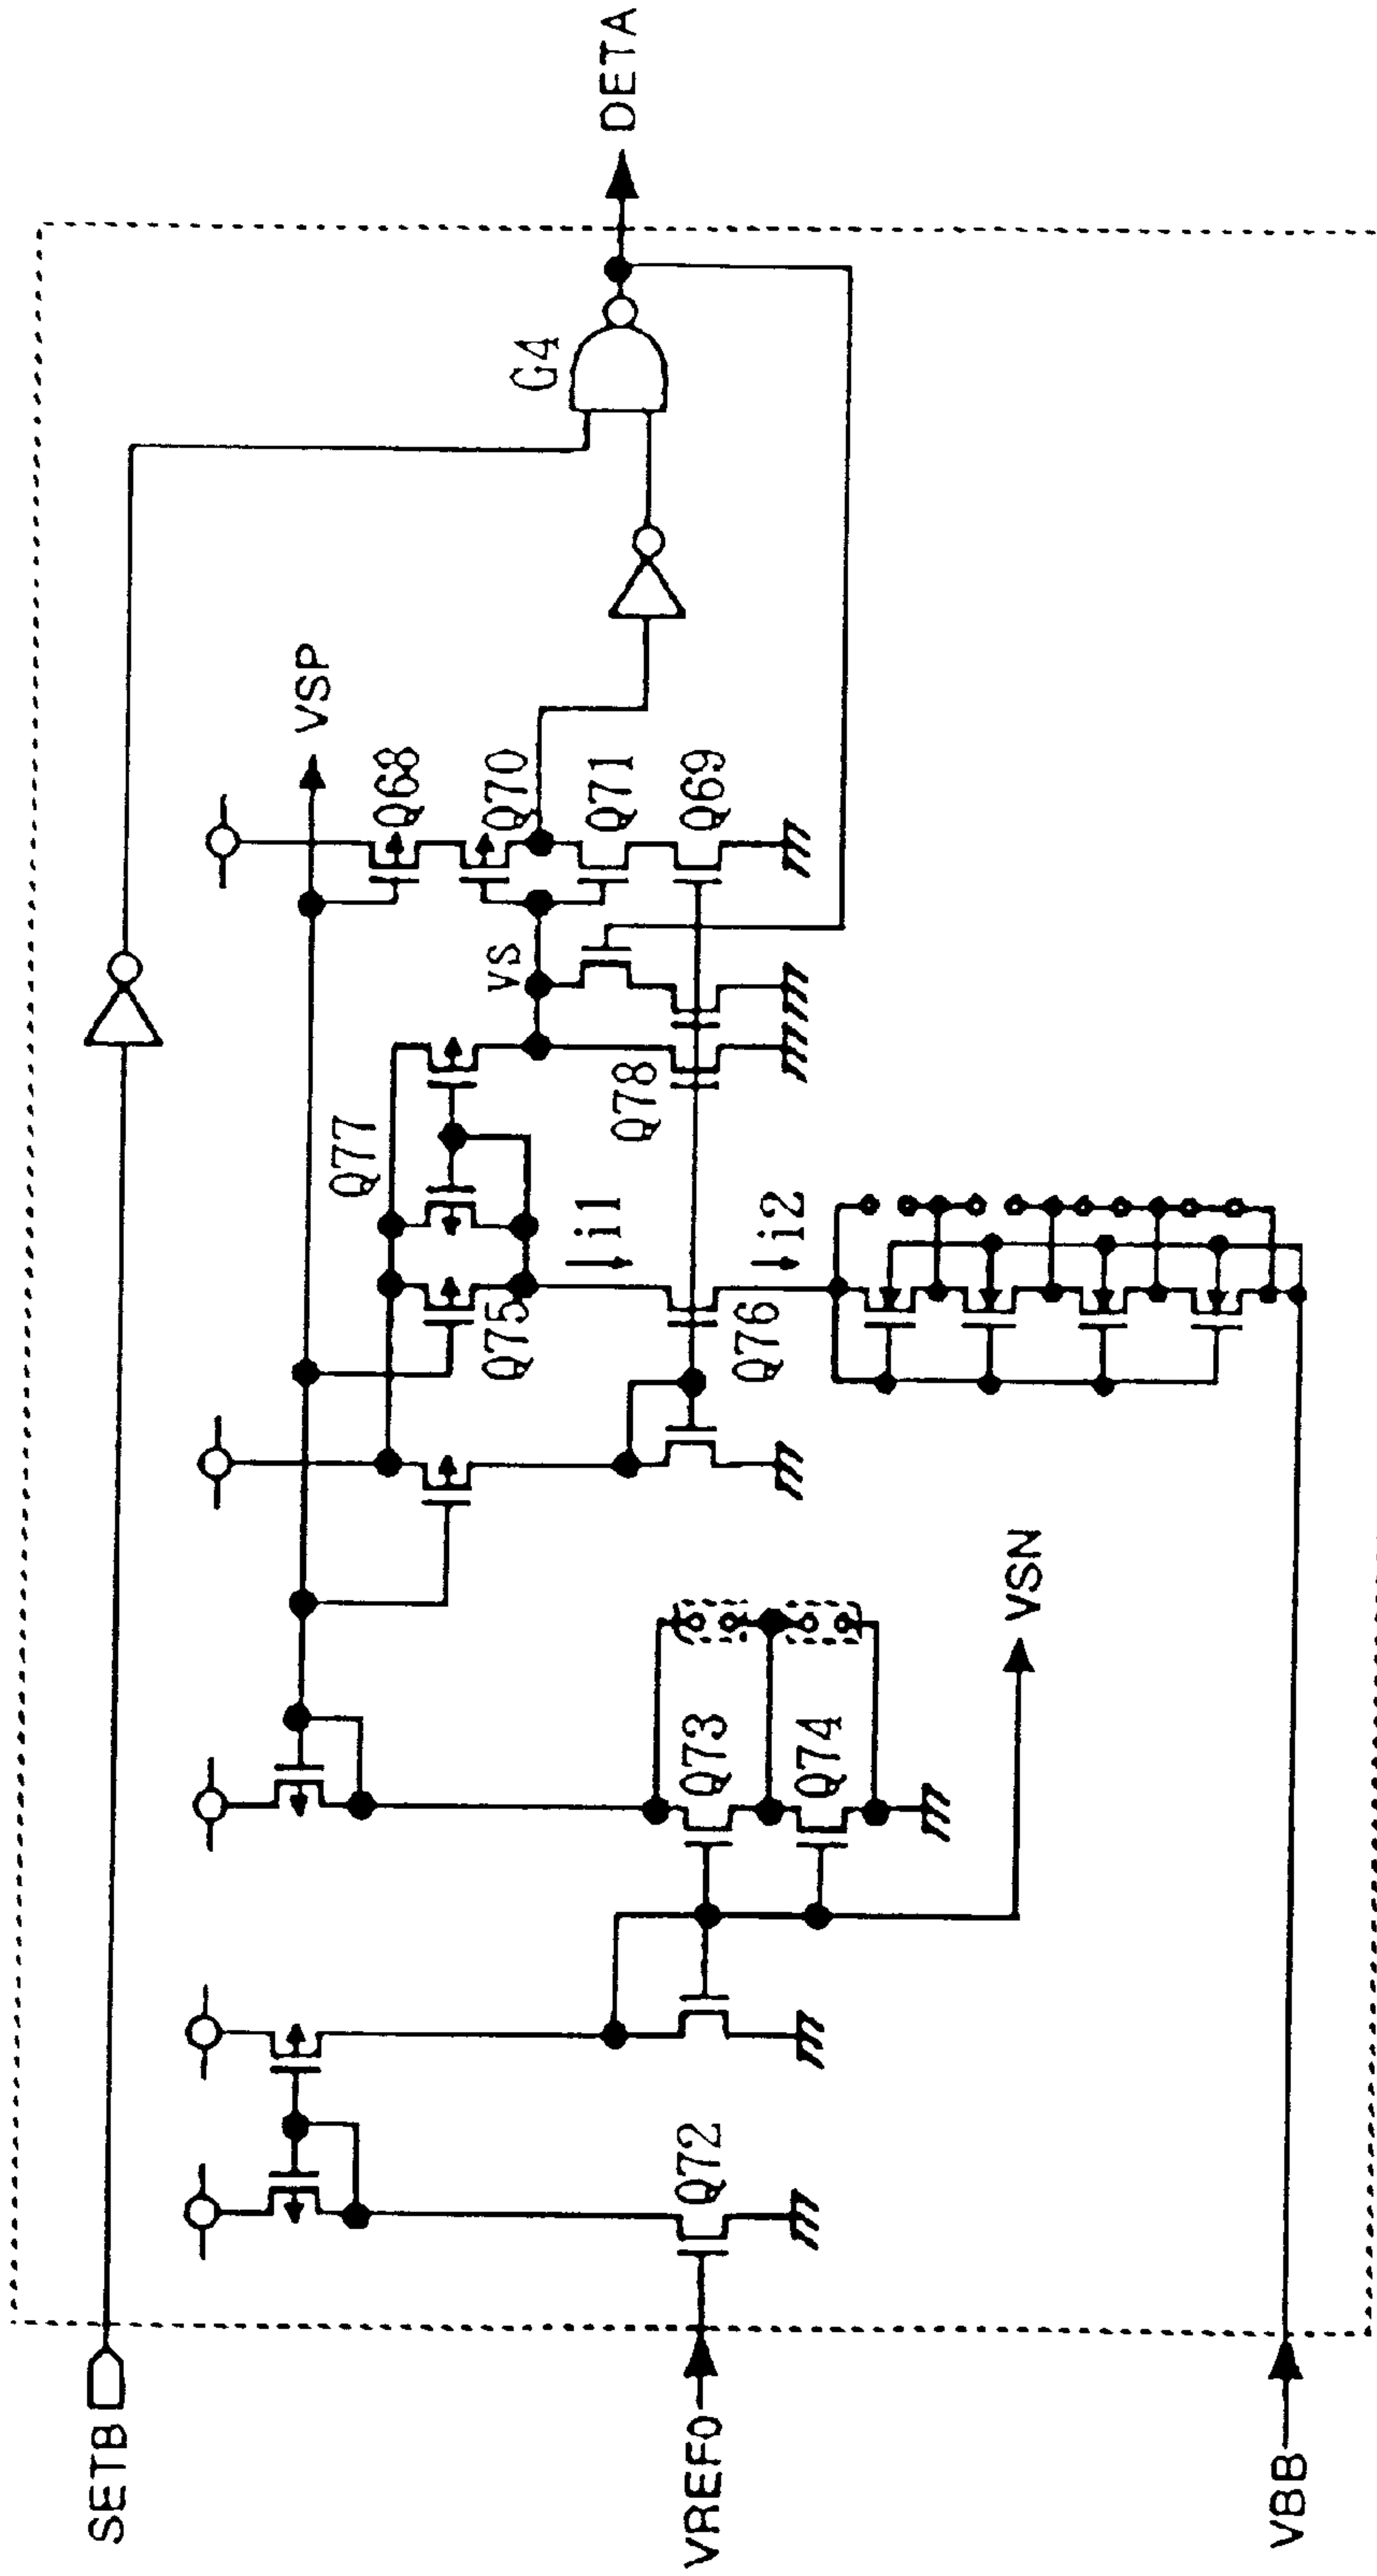 SETB
VREF0
VBB
Q72
Q73
Q74
VSN
Q75
Q76
i1
i2
Q77
Q78
VS
VSP
Q68
Q70
Q71
Q69
G4
DETA